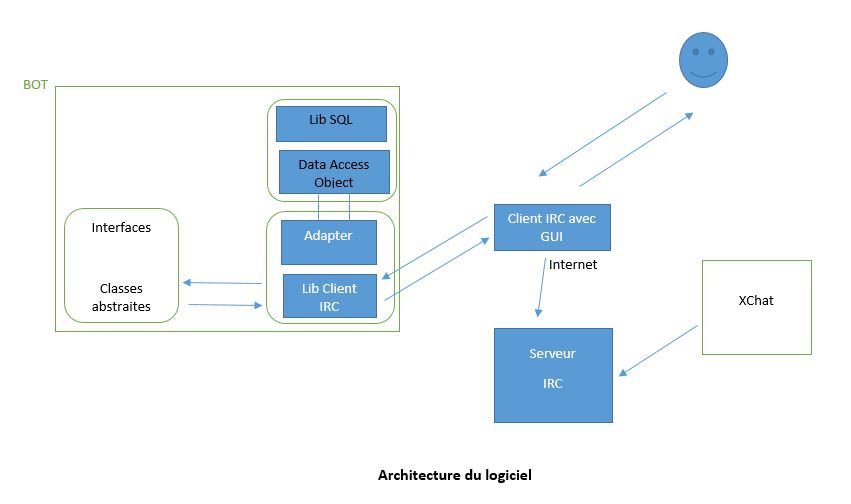 BOT
Lib SQL
Data Access
Object
Adapter
Lib Client
IRC
Interfaces
Classes
abstraites
Client IRC avec
GUI
Internet
Serveur
IRC
XChat
Architecture du logiciel